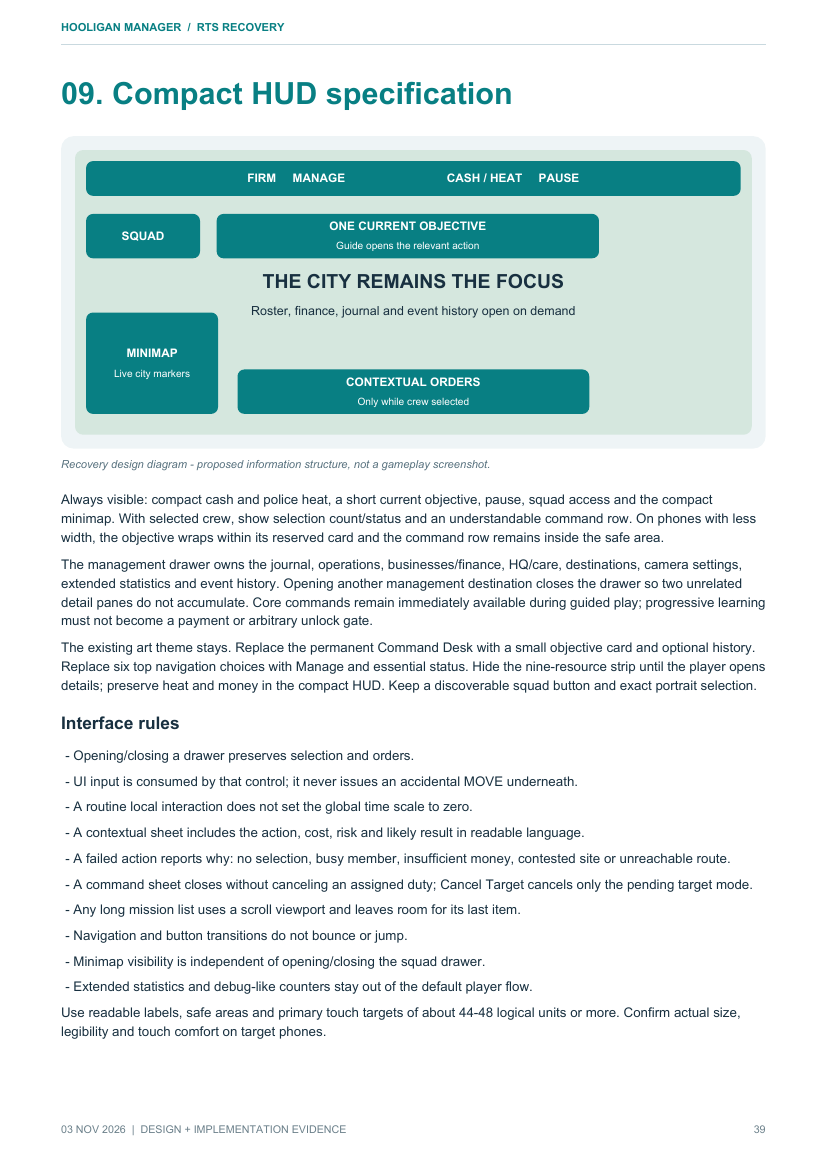 HOOLIGAN MANAGER / RTS RECOVERY
09. Compact HUD specification
FIRM MANAGE CASH / HEAT PAUSE
SQUAD
ONE CURRENT OBJECTIVE
Guide opens the relevant action
THE CITY REMAINS THE FOCUS
Roster, finance, journal and event history open on demand
MINIMAP
Live city markers
CONTEXTUAL ORDERS
Only while crew selected
Recovery design diagram - proposed information structure, not a gameplay screenshot.
Always visible: compact cash and police heat, a short current objective, pause, squad access and the compact
minimap. With selected crew, show selection count/status and an understandable command row. On phones with less
width, the objective wraps within its reserved card and the command row remains inside the safe area.
The management drawer owns the journal, operations, businesses/finance, HQ/care, destinations, camera settings,
extended statistics and event history. Opening another management destination closes the drawer so two unrelated
detail panes do not accumulate. Core commands remain immediately available during guided play; progressive learning
must not become a payment or arbitrary unlock gate.
The existing art theme stays. Replace the permanent Command Desk with a small objective card and optional history.
Replace six top navigation choices with Manage and essential status. Hide the nine-resource strip until the player opens
details; preserve heat and money in the compact HUD. Keep a discoverable squad button and exact portrait selection.
Interface rules
- Opening/closing a drawer preserves selection and orders.
- UI input is consumed by that control; it never issues an accidental MOVE underneath.
- A routine local interaction does not set the global time scale to zero.
- A contextual sheet includes the action, cost, risk and likely result in readable language.
- A failed action reports why: no selection, busy member, insufficient money, contested site or unreachable route.
- A command sheet closes without canceling an assigned duty; Cancel Target cancels only the pending target mode.
- Any long mission list uses a scroll viewport and leaves room for its last item.
- Navigation and button transitions do not bounce or jump.
- Minimap visibility is independent of opening/closing the squad drawer.
- Extended statistics and debug-like counters stay out of the default player flow.
Use readable labels, safe areas and primary touch targets of about 44-48 logical units or more. Confirm actual size,
legibility and touch comfort on target phones.
03 NOV 2026 | DESIGN + IMPLEMENTATION EVIDENCE
39